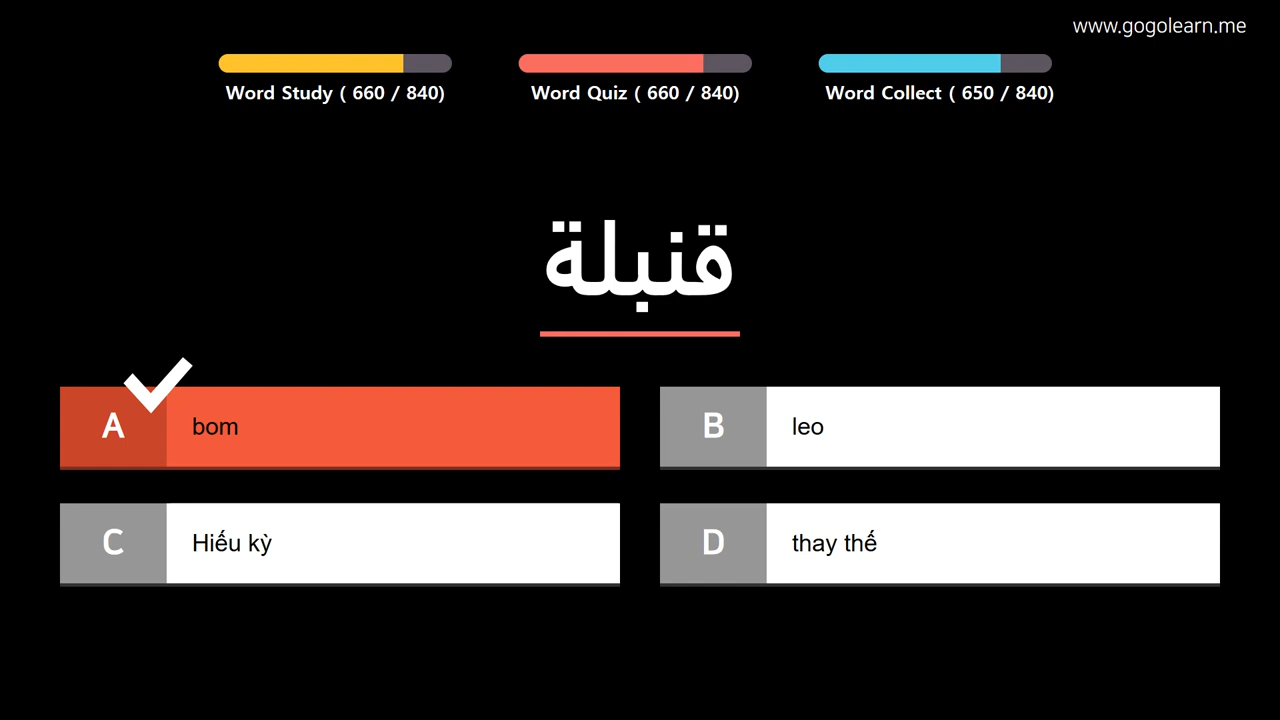 www.gogolearn.me
Word Study ( 660 / 840)
Word Quiz ( 660 / 840)
Word Collect ( 650 / 840)
قنبلة
A
bom
B
leo
C
Hiếu kỳ
D
thay thế